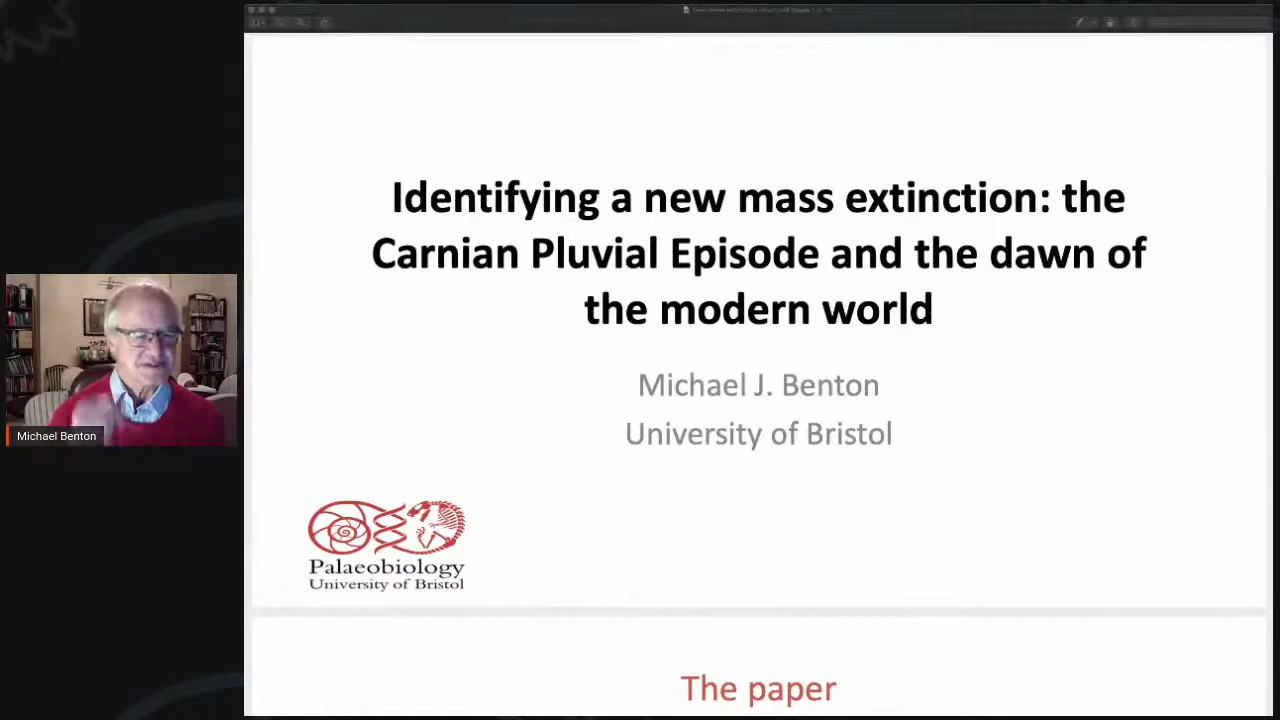 Identifying a new mass extinction: the
Carnian Pluvial Episode and the dawn of
the modern world
Michael J. Benton
University of Bristol
Michael Benton
Palaeobiology
University of Bristol
The paper